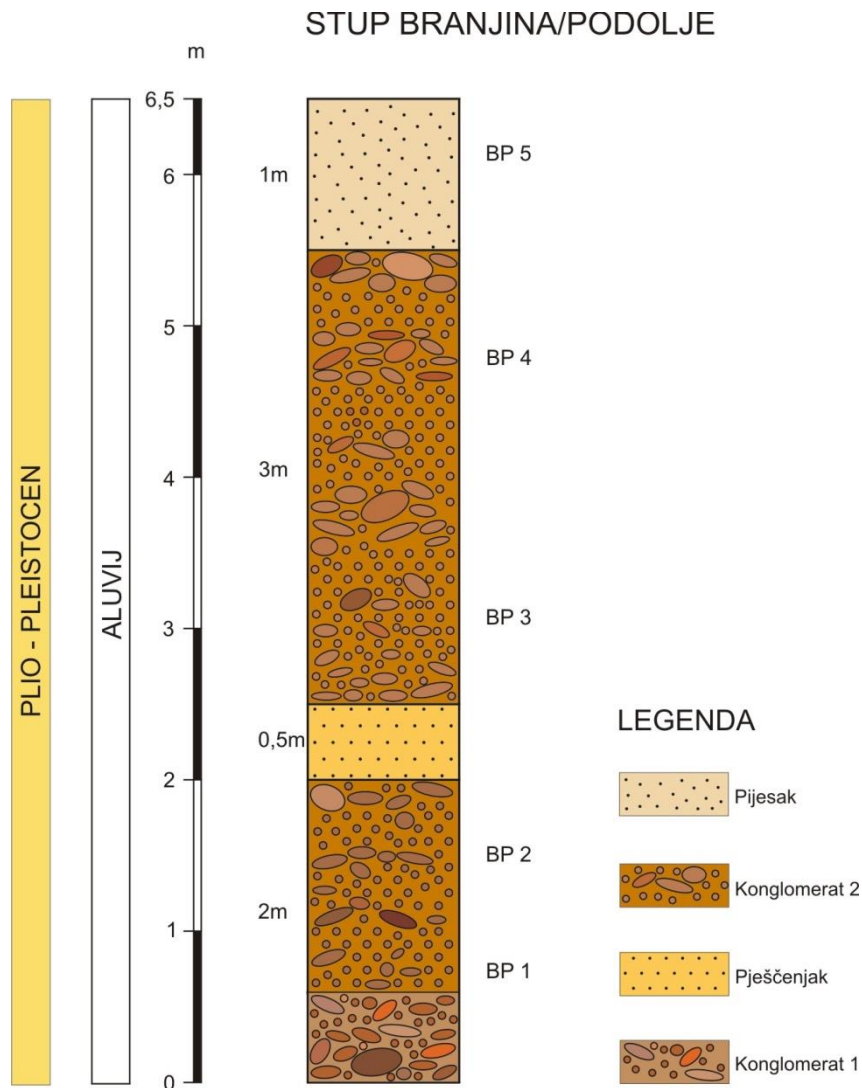 STUP BRANJINA/PODOLJE
m
6,5
6
5
4
3
2
1
0
PLIO - PLEISTOCEN
ALUVIJ
1m
3m
0,5m
2m
BP 5
BP 4
BP 3
BP 2
BP 1
LEGENDA
Pijesak
Konglomerat 2
Pješčenjak
Konglomerat 1